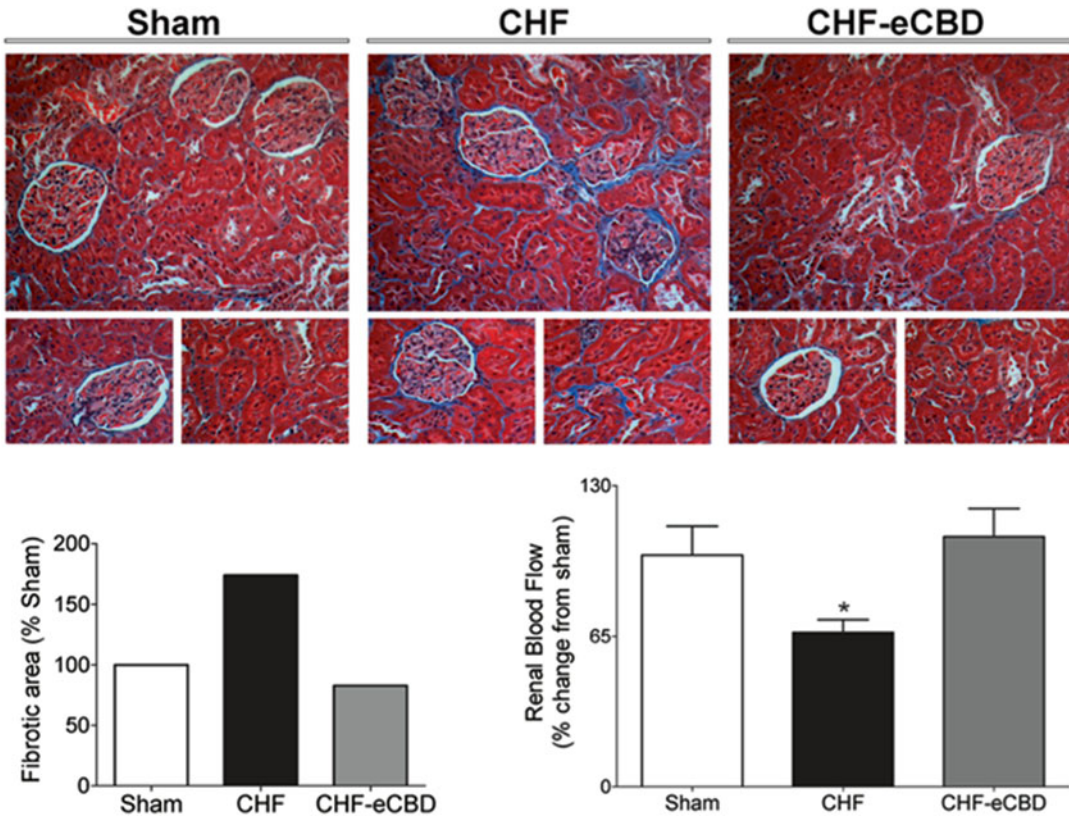 Sham CHF CHF-eCBD
Fibrotic area (% Sham)
200
150
100
50
0
Sham CHF CHF-eCBD
Renal Blood Flow
(% change from sham)
130
65
0
*
Sham CHF CHF-eCBD